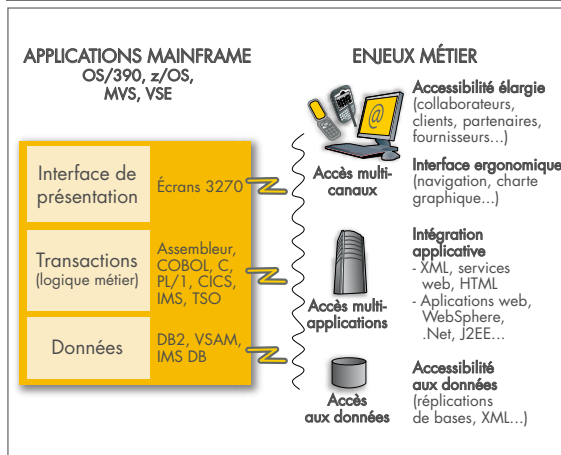 APPLICATIONS MAINFRAME
OS/390, z/OS,
MVS, VSE
Interface de
présentation
Écrans 3270
Transactions
(logique métier)
Assembleur,
COBOL, C,
PL/1, CICS,
IMS, TSO
Données
DB2, VSAM,
IMS DB
ENJEUX MÉTIER
@
Accès multi-
canaux
Accessibilité élargie
(collaborateurs,
clients, partenaires,
fournisseurs...)
Interface ergonomique
(navigation, charte
graphique...)
Accès multi-
applications
Intégration
applicative
- XML, services
web, HTML
- Aplications web,
WebSphere,
.Net, J2EE...
Accès
aux données
Accessibilité
aux données
(réplications
de bases, XML...)